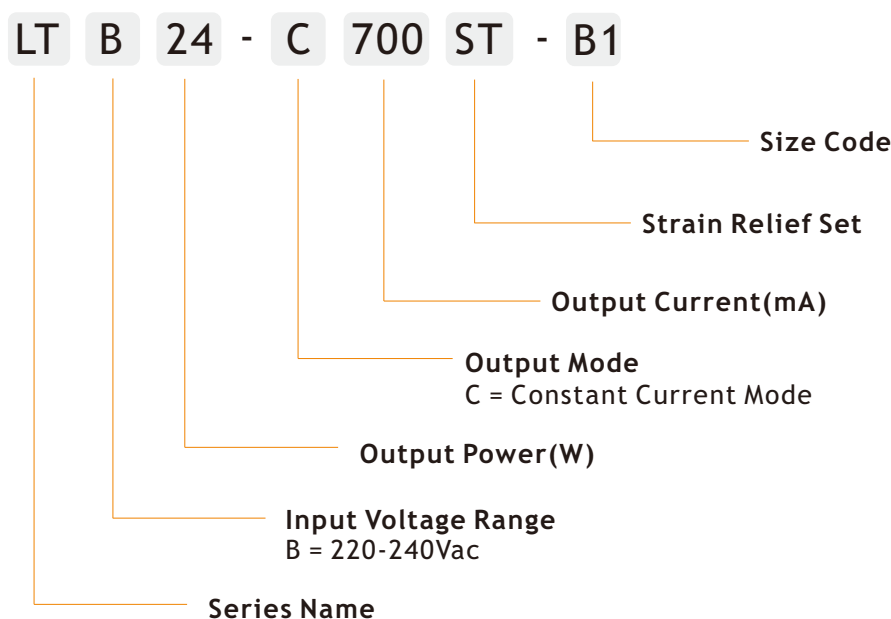 LT B 24 - C 700 ST - B1
Size Code
Strain Relief Set
Output Current(mA)
Output Mode
C = Constant Current Mode
Output Power(W)
Input Voltage Range
B = 220-240Vac
Series Name